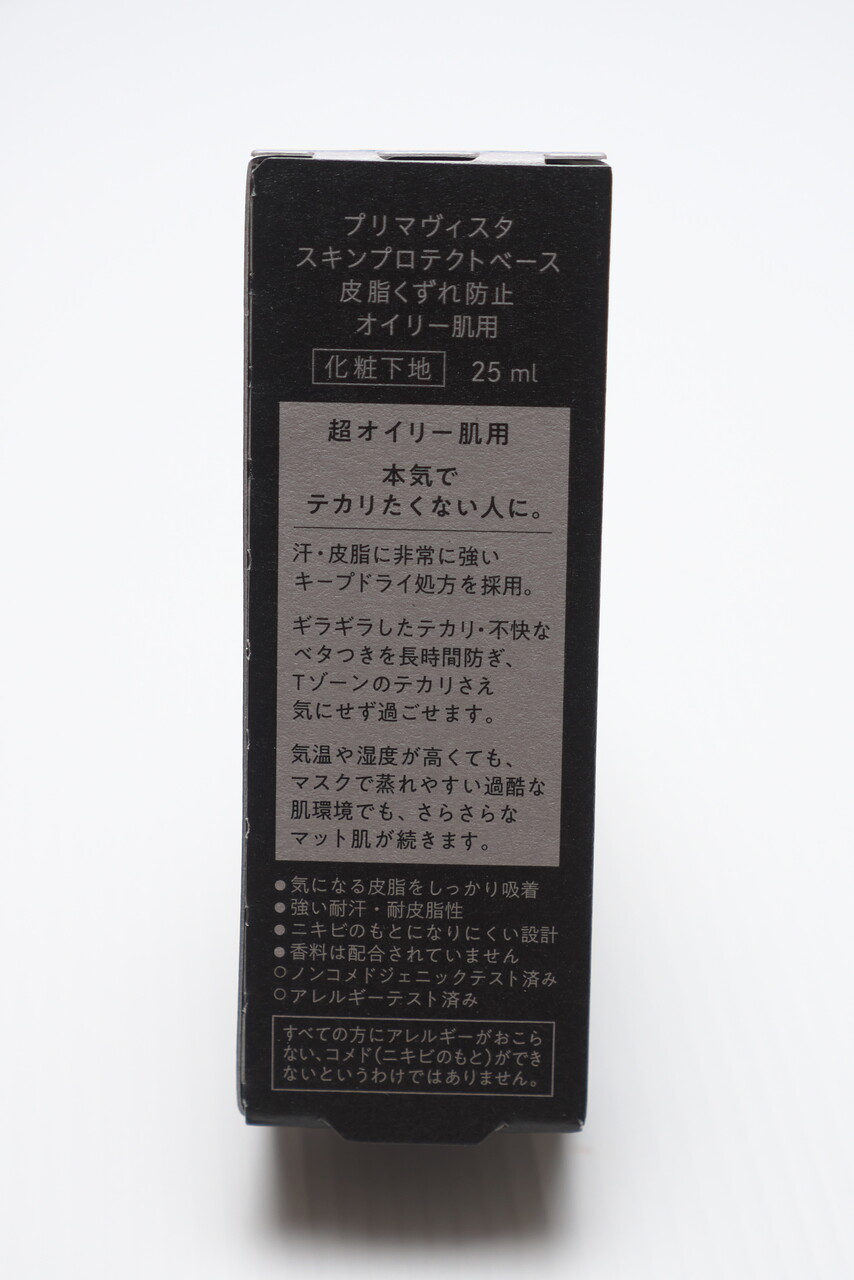 プリマヴィスタ
スキンプロテクトベース
皮脂くずれ防止
オイリー肌用
化粧下地 25 ml
超オイリー肌用
本気で
テカリたくない人に。
汗・皮脂に非常に強い
キープドライ処方を採用。
ギラギラしたテカリ・不快な
ベタつきを長時間防ぎ、
Tゾーンのテカリさえ
気にせず過ごせます。
気温や湿度が高くても、
マスクで蒸れやすい過酷な
肌環境でも、さらさらな
マット肌が続きます。
●気になる皮脂をしっかり吸着
●強い耐汗・耐皮脂性
●ニキビのもとになりにくい設計
●香料は配合されていません
○ノンコメドジェニックテスト済み
○アレルギーテスト済み
すべての方にアレルギーがおこら
ない、コメド(ニキビのもと)ができ
ないというわけではありません。